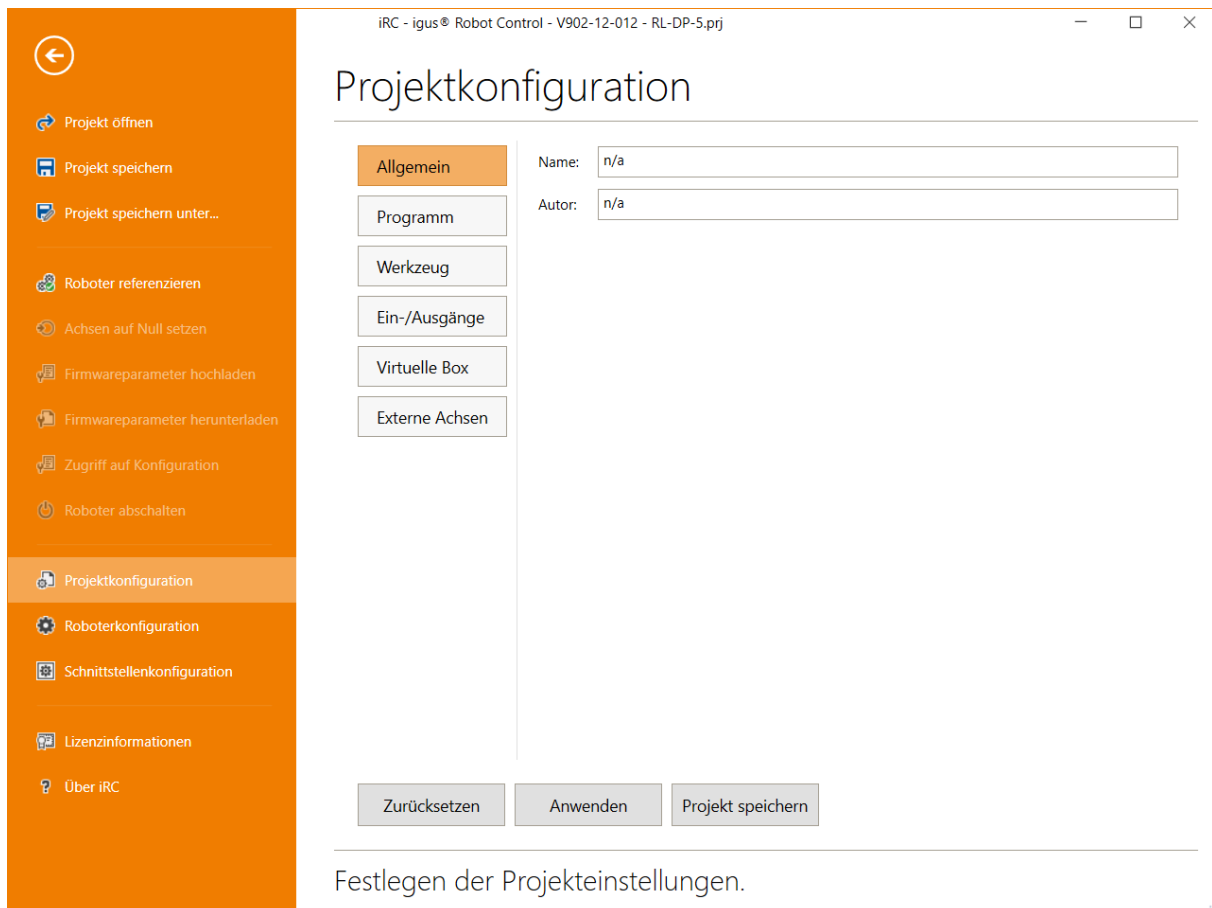 iRC - igus® Robot Control - V902-12-012 - RL-DP-5.prj
Projekt öffnen
Projekt speichern
Projekt speichern unter...
Roboter referenzieren
Achsen auf Null setzen
Firmwareparameter hochladen
Firmwareparameter herunterladen
Zugriff auf Konfiguration
Roboter abschalten
Projektkonfiguration
Roboterkonfiguration
Schnittstellenkonfiguration
Lizenzinformationen
Über iRC
Projektkonfiguration
Allgemein
Programm
Werkzeug
Ein-/Ausgänge
Virtuelle Box
Externe Achsen
Name: n/a
Autor: n/a
Zurücksetzen Anwenden Projekt speichern
Festlegen der Projekteinstellungen.